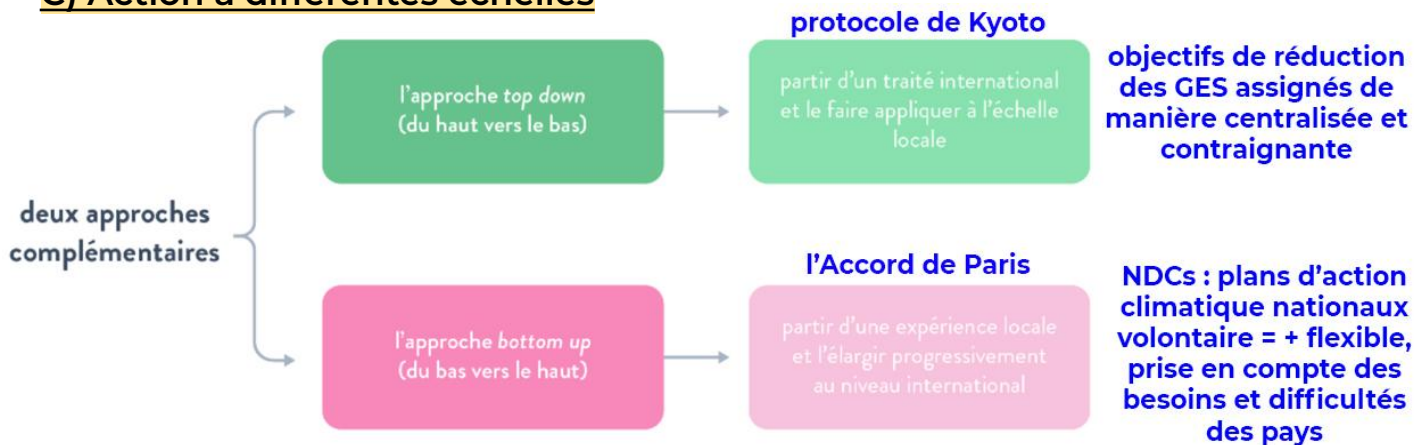 C) Action à différentes échelles
protocole de Kyoto
l'approche top down
(du haut vers le bas)
partir d'un traité international
et le faire appliquer à l'échelle
locale
objectifs de réduction
des GES assignés de
manière centralisée et
contraignante
deux approches
complémentaires
l'Accord de Paris
l'approche bottom up
(du bas vers le haut)
partir d'une expérience locale
et l'élargir progressivement
au niveau international
NDCs : plans d'action
climatique nationaux
volontaire = + flexible,
prise en compte des
besoins et difficultés
des pays